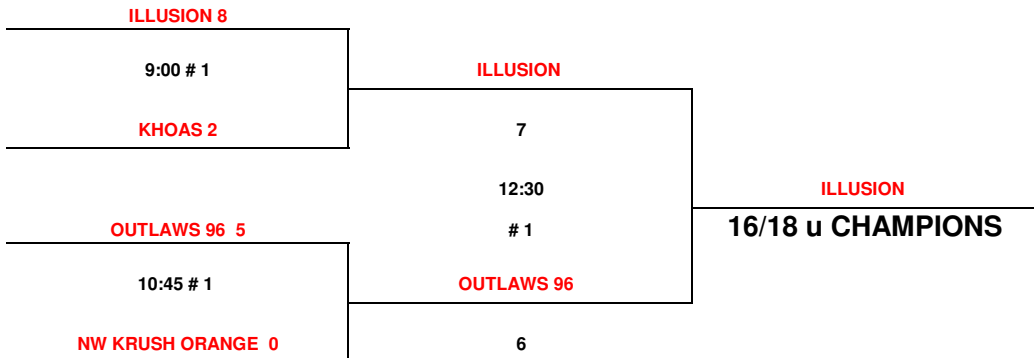 ILLUSION 8
9:00 # 1
ILLUSION
KHOAS 2
7
12:30
ILLUSION
OUTLAWS 96 5
# 1
16/18 u CHAMPIONS
10:45 # 1
OUTLAWS 96
NW KRUSH ORANGE 0
6